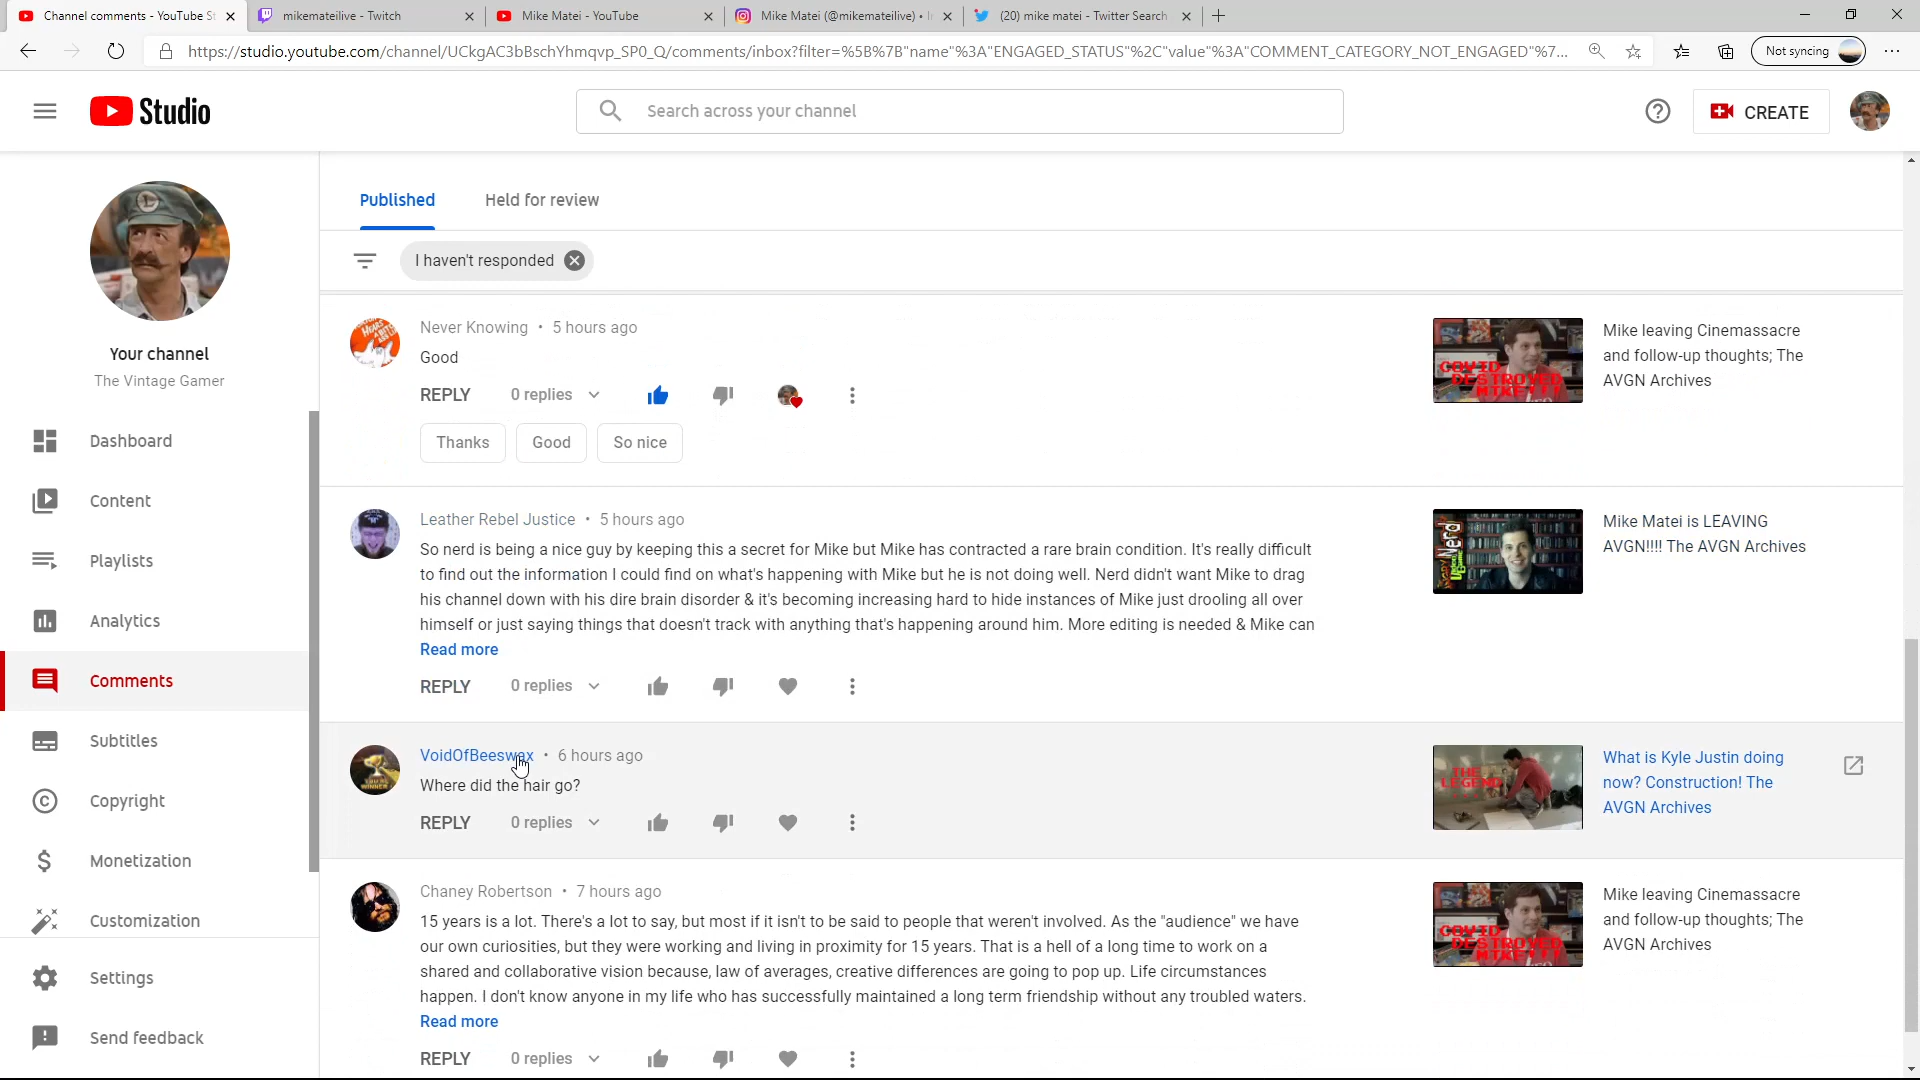 Channel comments - YouTube St
mikemateilive - Twitch
Mike Matei - YouTube
Mike Matei (@mikemateilive) • I
(20) mike matei - Twitter Search
https://studio.youtube.com/channel/UCkgAC3bBschYhmqvp_SP0_Q/comments/inbox?filter=%5B%7B"name"%3A"ENGAGED_STATUS"%2C"value"%3A"COMMENT_CATEGORY_NOT_ENGAGED"%7...
Not syncing
Studio
Search across your channel
CREATE
Your channel
The Vintage Gamer
Dashboard
Content
Playlists
Analytics
Comments
Subtitles
Copyright
Monetization
Customization
Settings
Send feedback
Published
Held for review
I haven't responded
Never Knowing • 5 hours ago
Good
REPLY
0 replies
Thanks
Good
So nice
COVID
DESTROYED
MIKE!!!
Mike leaving Cinemassacre
and follow-up thoughts; The
AVGN Archives
Leather Rebel Justice • 5 hours ago
So nerd is being a nice guy by keeping this a secret for Mike but Mike has contracted a rare brain condition. It's really difficult
to find out the information I could find on what's happening with Mike but he is not doing well. Nerd didn't want Mike to drag
his channel down with his dire brain disorder & it's becoming increasing hard to hide instances of Mike just drooling all over
himself or just saying things that doesn't track with anything that's happening around him. More editing is needed & Mike can
Read more
REPLY
0 replies
Mike Matei is LEAVING
AVGN!!!! The AVGN Archives
VoidOfBeeswax • 6 hours ago
Where did the hair go?
REPLY
0 replies
THE
LEGEND
What is Kyle Justin doing
now? Construction! The
AVGN Archives
Chaney Robertson • 7 hours ago
15 years is a lot. There's a lot to say, but most if it isn't to be said to people that weren't involved. As the "audience" we have
our own curiosities, but they were working and living in proximity for 15 years. That is a hell of a long time to work on a
shared and collaborative vision because, law of averages, creative differences are going to pop up. Life circumstances
happen. I don't know anyone in my life who has successfully maintained a long term friendship without any troubled waters.
Read more
REPLY
0 replies
COVID
DESTROYED
MIKE!!!
Mike leaving Cinemassacre
and follow-up thoughts; The
AVGN Archives